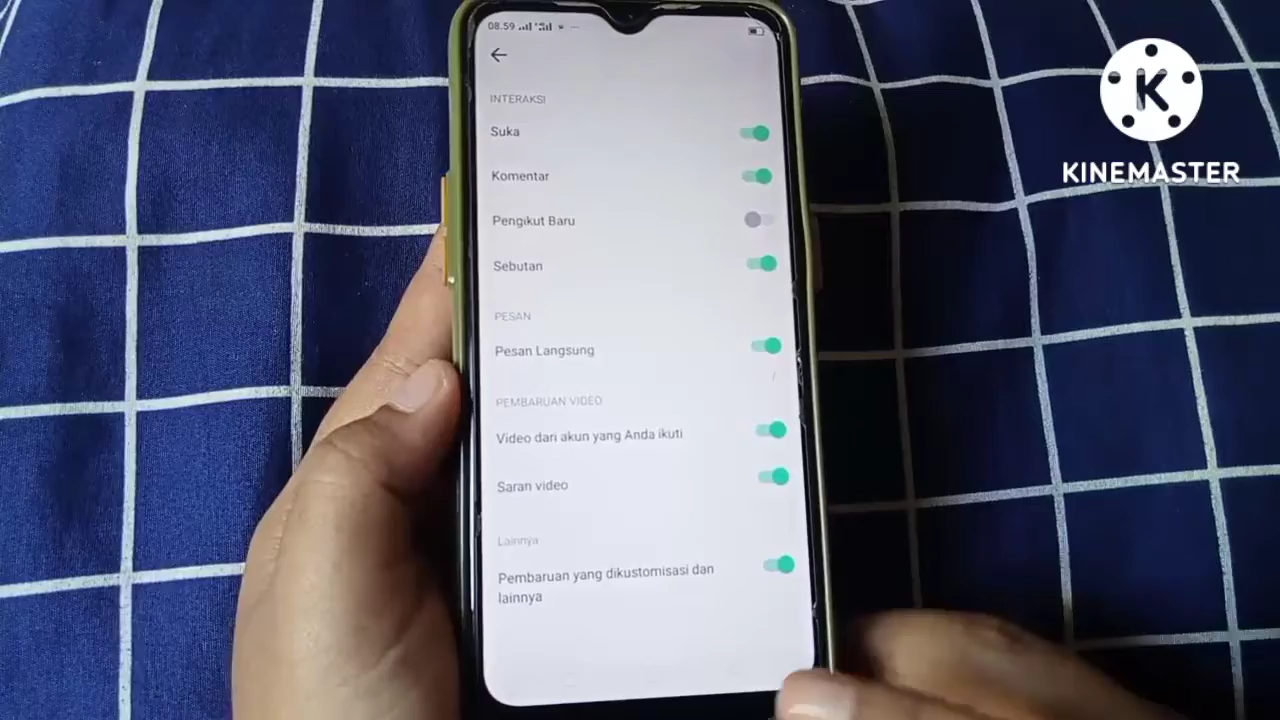 08.59
K
KINEMASTER
INTERAKSI
Suka
Komentar
Pengikut Baru
Sebutan
PESAN
Pesan Langsung
PEMBARUAN VIDEO
Video dari akun yang Anda ikuti
Saran video
Lainnya
Pembaruan yang dikustomisasi dan
lainnya